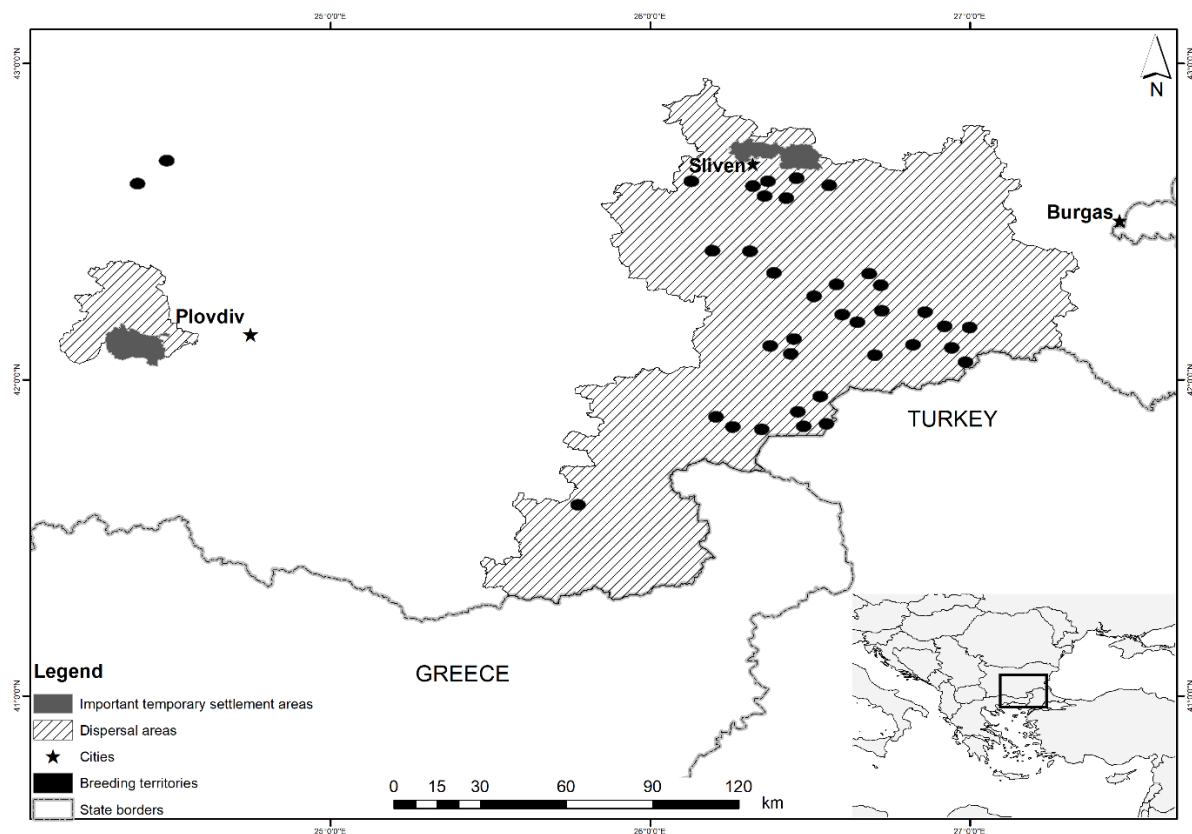 25°0'0"E 26°0'0"E 27°0'0"E
43°0'0"N 43°0'0"N
N
Sliven
Burgas
Plovdiv
42°0'0"N 42°0'0"N
TURKEY
GREECE
41°0'0"N 41°0'0"N
Legend
Important temporary settlement areas
Dispersal areas
Cities
Breeding territories
State borders
0 15 30 60 90 120
km
25°0'0"E 26°0'0"E 27°0'0"E